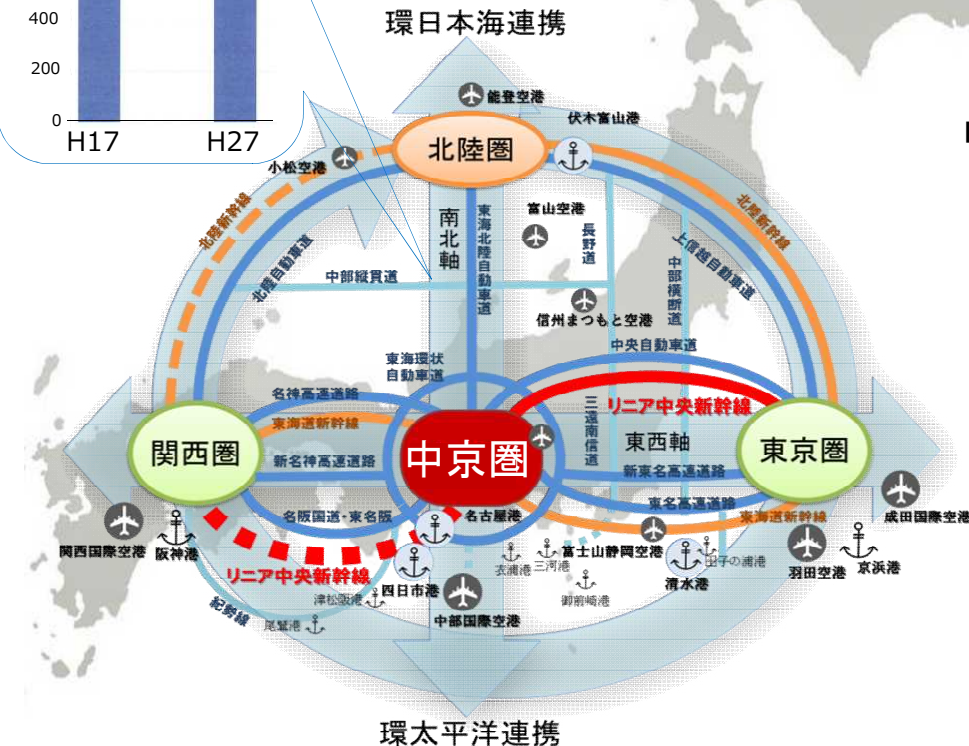 環日本海連携
400
200
0
H17
H27
能登空港
伏木富山港
北陸圏
小松空港
北陸新幹線
北陸自動車道
南北軸
東海北陸自動車道
富山空港
長野道
北陸新幹線
上信越自動車道
中部横断道
中部縦貫道
信州まつもと空港
中央自動車道
東海環状
自動車道
名神高速道路
リニア中央新幹線
東海道新幹線
三遠南信道
東西軸
関西圏
中京圏
東京圏
新名神高速道路
新東名高速道路
名阪国道・東名阪
名古屋港
東名高速道路
東海道新幹線
成田国際空港
関西国際空港
阪神港
衣浦港
三河港
富士山静岡空港
田子の浦港
羽田空港
京浜港
リニア中央新幹線
四日市港
清水港
津松阪港
御前崎港
紀勢線
尾鷲港
中部国際空港
環太平洋連携